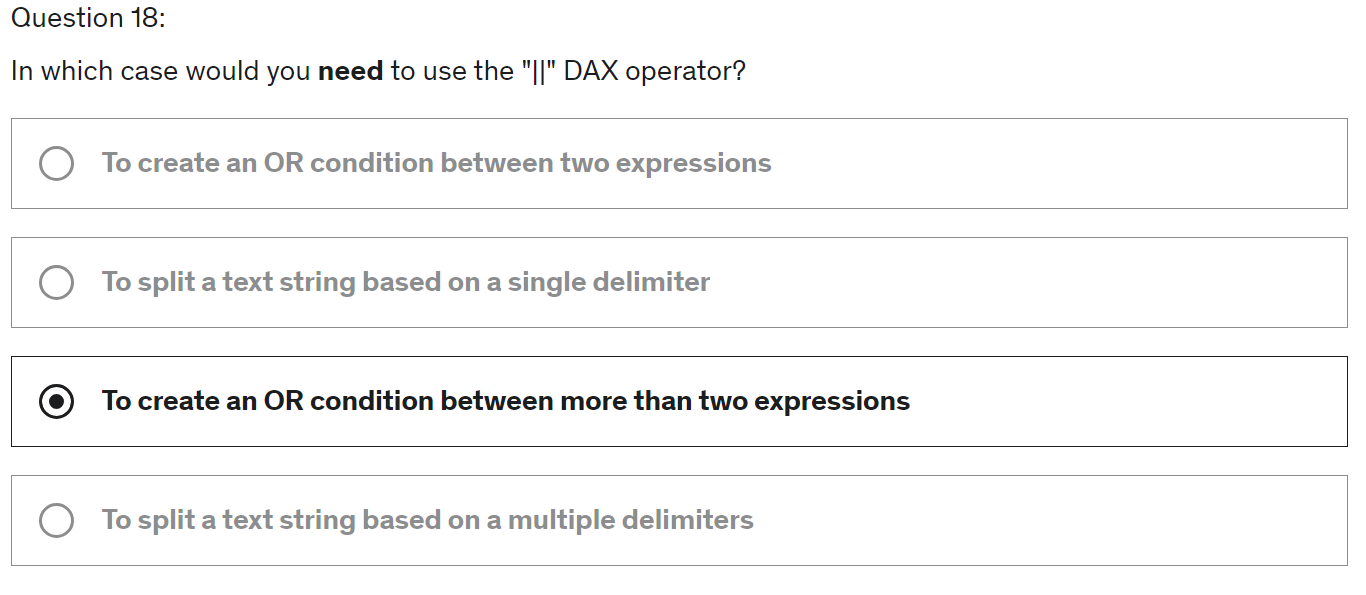 Question 18:
In which case would you need to use the "||" DAX operator?
To create an OR condition between two expressions
To split a text string based on a single delimiter
To create an OR condition between more than two expressions
To split a text string based on a multiple delimiters